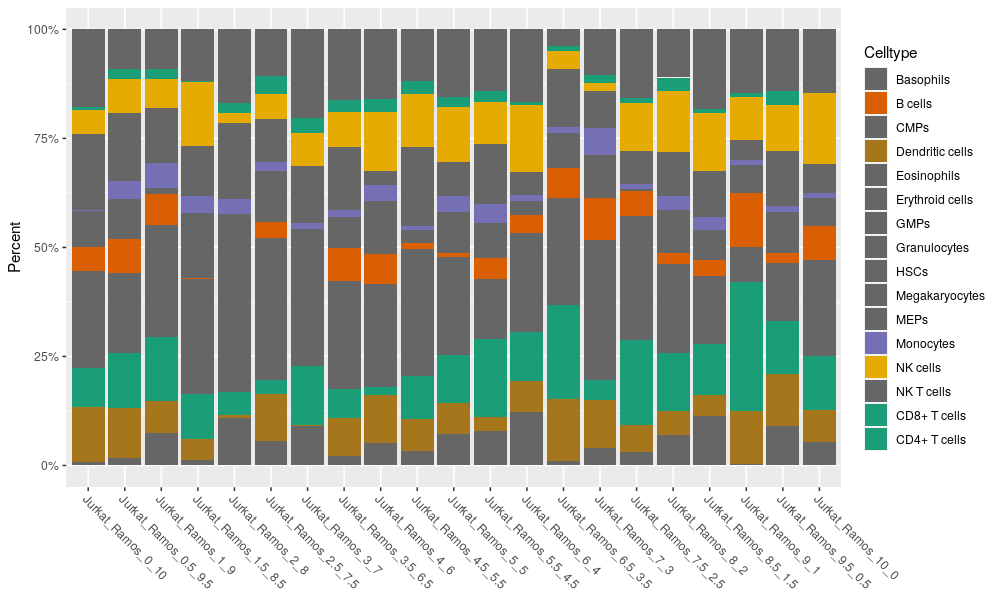 100%
75%
50%
25%
0%
Percent
Jurkat_Ramos_0_10
Jurkat_Ramos_0.5_9.5
Jurkat_Ramos_1_9
Jurkat_Ramos_1.5_8.5
Jurkat_Ramos_2_8
Jurkat_Ramos_2.5_7.5
Jurkat_Ramos_3_7
Jurkat_Ramos_3.5_6.5
Jurkat_Ramos_4_6
Jurkat_Ramos_4.5_5.5
Jurkat_Ramos_5_5
Jurkat_Ramos_5.5_4.5
Jurkat_Ramos_6_4
Jurkat_Ramos_6.5_3.5
Jurkat_Ramos_7_3
Jurkat_Ramos_7.5_2.5
Jurkat_Ramos_8_2
Jurkat_Ramos_8.5_1.5
Jurkat_Ramos_9_1
Jurkat_Ramos_9.5_0.5
Jurkat_Ramos_10_0
Celltype
Basophils
B cells
CMPs
Dendritic cells
Eosinophils
Erythroid cells
GMPs
Granulocytes
HSCs
Megakaryocytes
MEPs
Monocytes
NK cells
NK T cells
CD8+ T cells
CD4+ T cells